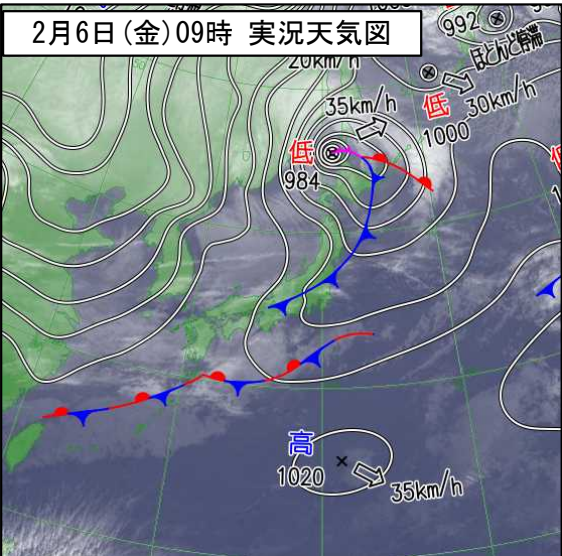 2月6日(金)09時 実況天気図
992
ほとんど停滞
20km/h
35km/h
低
30km/h
1000
低
984
高
1020
35km/h